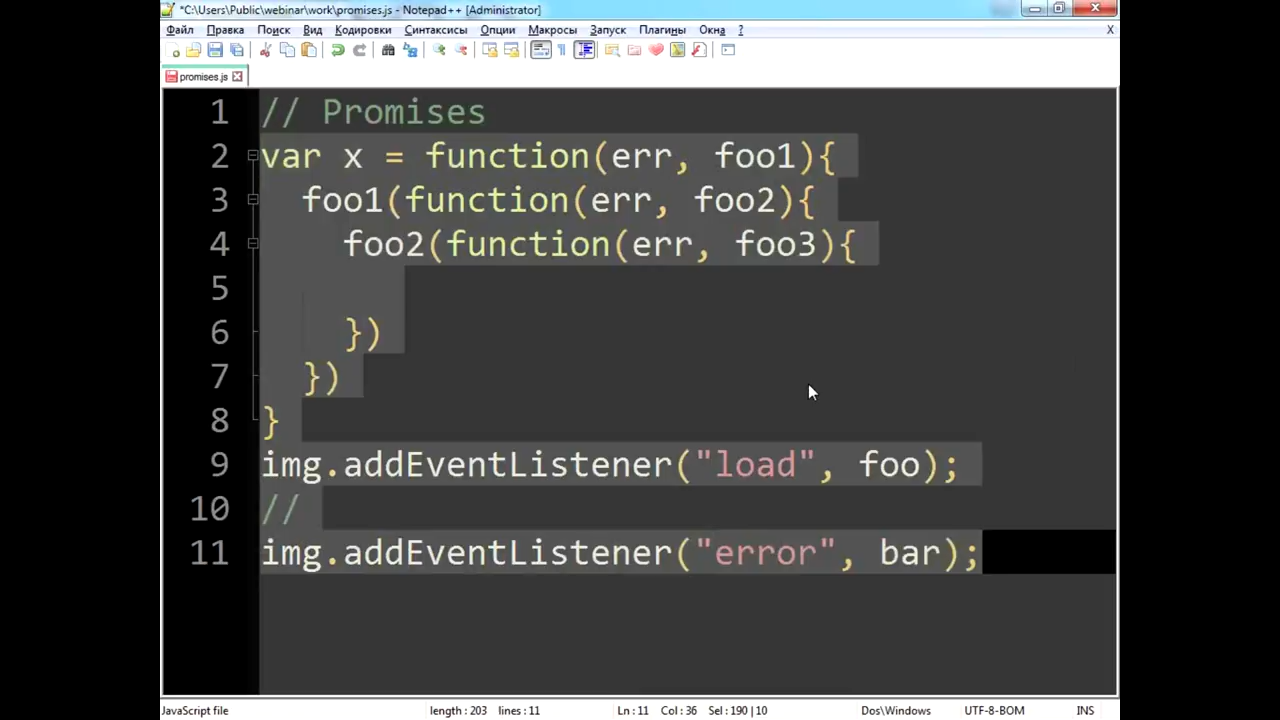 *C:\Users\Public\webinar\work\promises.js - Notepad++ [Administrator]
Файл Правка Поиск Вид Кодировки Синтаксисы Опции Макросы Запуск Плагины Окна ? X
promises.js
1 // Promises
2 var x = function(err, foo1){
3 foo1(function(err, foo2){
4 foo2(function(err, foo3){
5
6 })
7 })
8 }
9 img.addEventListener("load", foo);
10 //
11 img.addEventListener("error", bar);
JavaScript file length : 203 lines : 11 Ln : 11 Col : 36 Sel : 190 | 10 Dos\Windows UTF-8-BOM INS